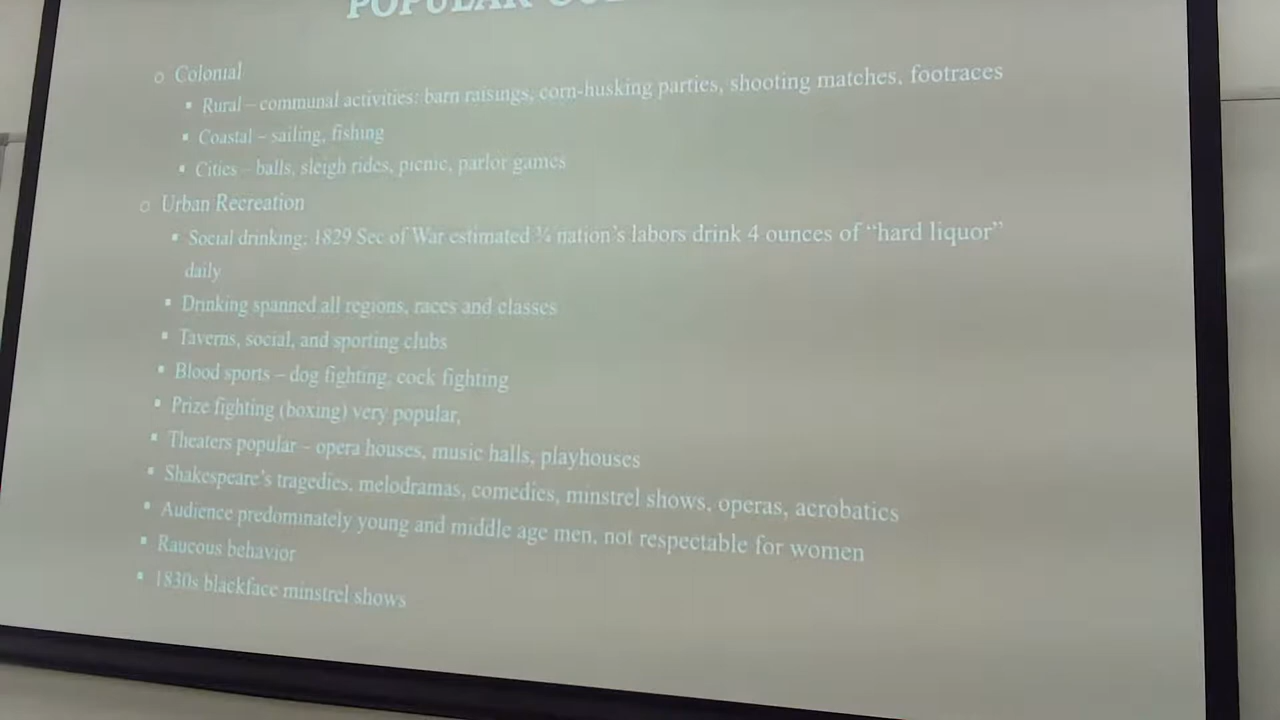 POPULAR
○ Colonial
▪ Rural – communal activities: barn raisings, corn-husking parties, shooting matches, footraces
▪ Coastal – sailing, fishing
▪ Cities – balls, sleigh rides, picnic, parlor games
○ Urban Recreation
▪ Social drinking; 1829 Sec of War estimated ¾ nation's labors drink 4 ounces of “hard liquor”
daily
▪ Drinking spanned all regions, races and classes
▪ Taverns, social, and sporting clubs
▪ Blood sports – dog fighting, cock fighting
▪ Prize fighting (boxing) very popular,
▪ Theaters popular – opera houses, music halls, playhouses
▪ Shakespeare's tragedies, melodramas, comedies, minstrel shows, operas, acrobatics
▪ Audience predominately young and middle age men, not respectable for women
▪ Raucous behavior
▪ 1830s blackface minstrel shows